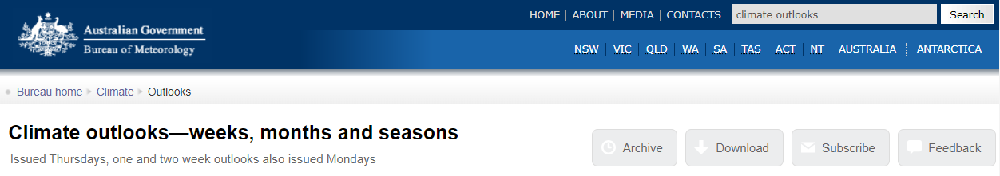 HOME ABOUT MEDIA CONTACTS climate outlooks Search
Australian Government
Bureau of Meteorology
NSW VIC QLD WA SA TAS ACT NT AUSTRALIA ANTARCTICA
Bureau home Climate Outlooks
Climate outlooks—weeks, months and seasons
Issued Thursdays, one and two week outlooks also issued Mondays
Archive Download Subscribe Feedback